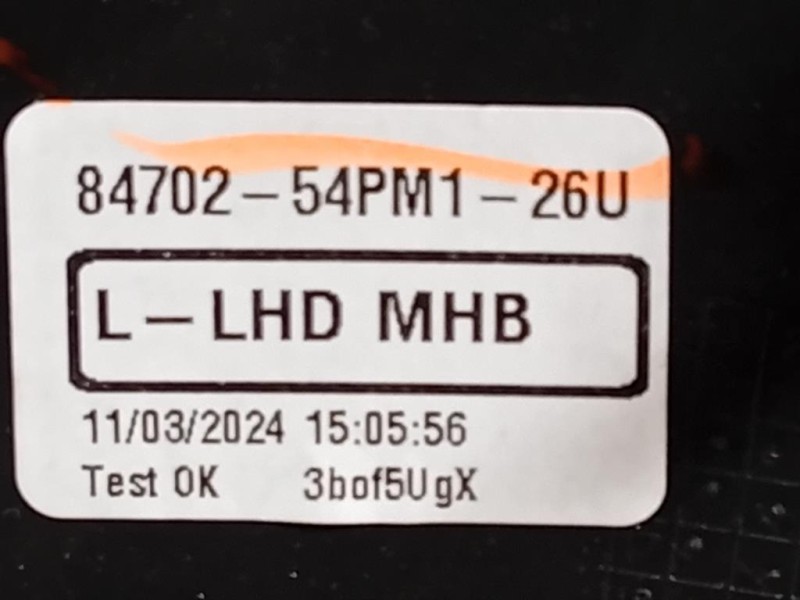 84702-54PM1-26U
L-LHD MHB
11/03/2024 15:05:56
Test OK 3bof5UgX